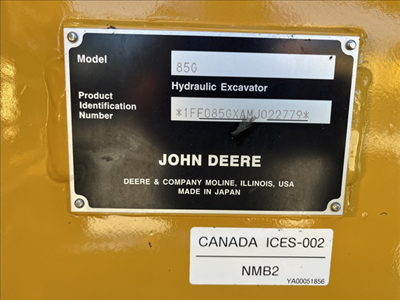 Model 85G
Hydraulic Excavator
Product
Identification
Number *1FF085GXAMJ022779*
JOHN DEERE
DEERE & COMPANY MOLINE, ILLINOIS, USA
MADE IN JAPAN
CANADA ICES-002
NMB2
YA00051856